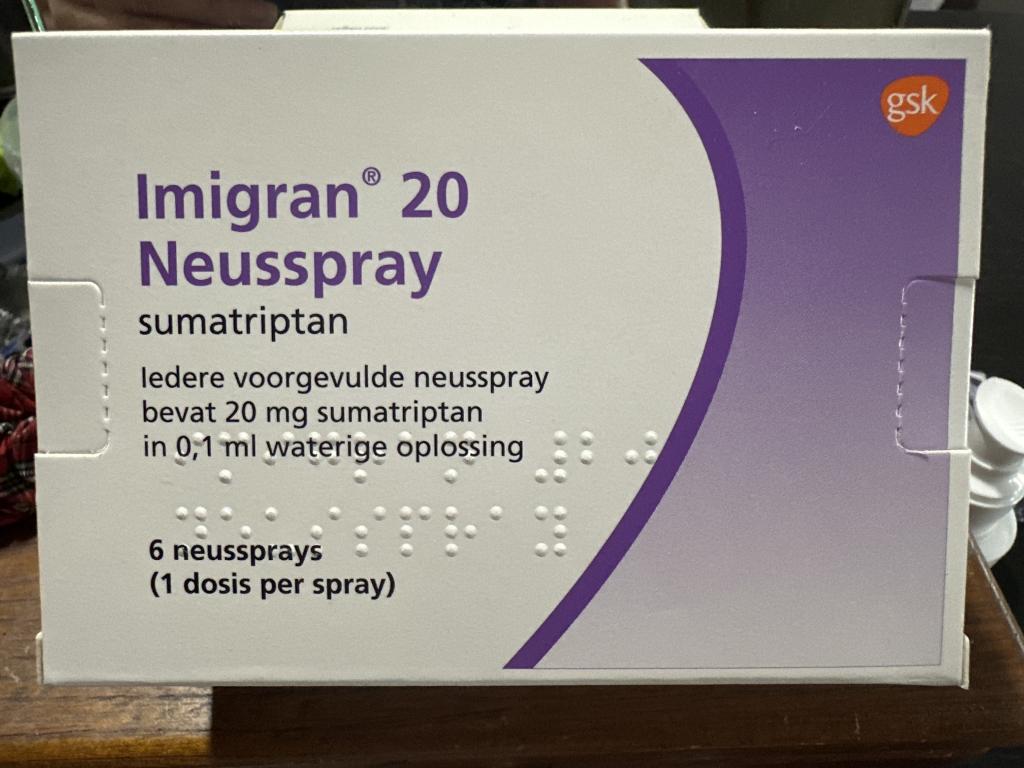 gsk
Imigran® 20
Neusspray
sumatriptan
Iedere voorgevulde neusspray
bevat 20 mg sumatriptan
in 0,1 ml waterige oplossing
6 neussprays
(1 dosis per spray)